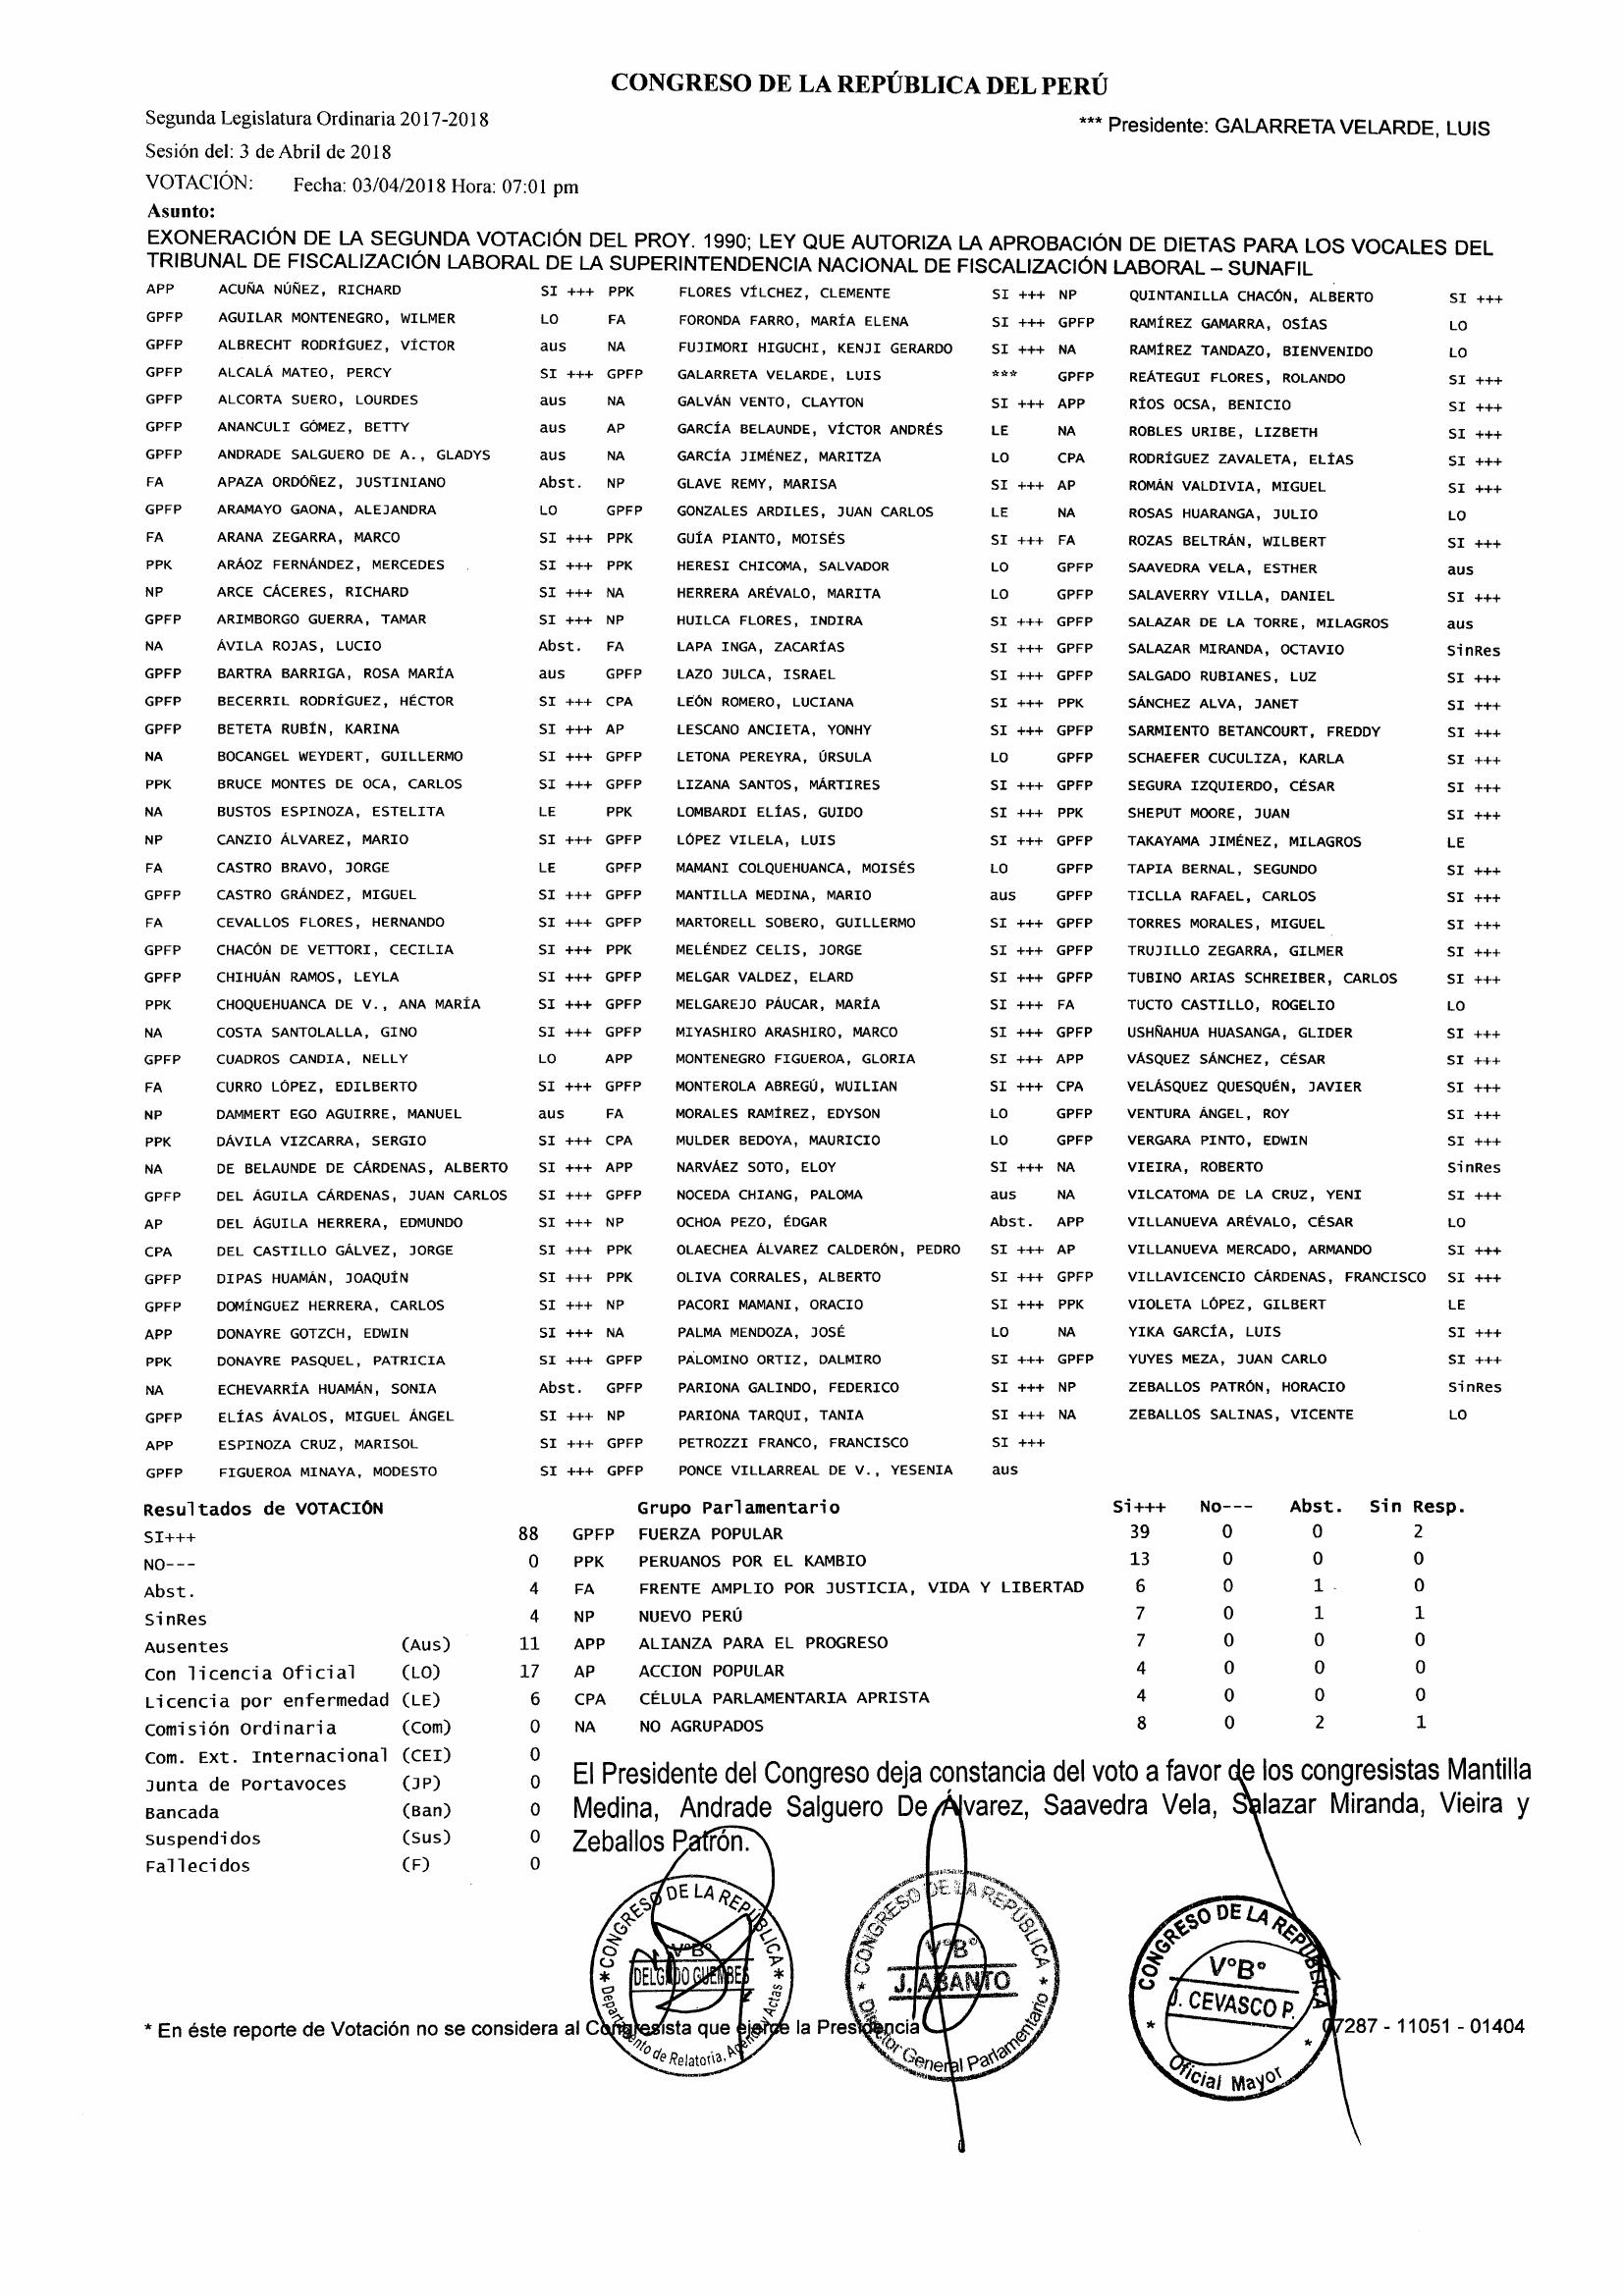 CONGRESO DE LA REPÚBLICA DEL PERÚ
Segunda Legislatura Ordinaria 2017-2018
*** Presidente: GALARRETA VELARDE, LUIS
Sesión del: 3 de Abril de 2018
VOTACIÓN: Fecha: 03/04/2018 Hora: 07:01 pm
Asunto:
EXONERACIÓN DE LA SEGUNDA VOTACIÓN DEL PROY. 1990; LEY QUE AUTORIZA LA APROBACIÓN DE DIETAS PARA LOS VOCALES DEL
TRIBUNAL DE FISCALIZACIÓN LABORAL DE LA SUPERINTENDENCIA NACIONAL DE FISCALIZACIÓN LABORAL – SUNAFIL
APP ACUÑA NÚÑEZ, RICHARD SI +++ PPK FLORES VÍLCHEZ, CLEMENTE SI +++ NP QUINTANILLA CHACÓN, ALBERTO SI +++
GPFP AGUILAR MONTENEGRO, WILMER LO FA FORONDA FARRO, MARÍA ELENA SI +++ GPFP RAMÍREZ GAMARRA, OSÍAS LO
GPFP ALBRECHT RODRÍGUEZ, VÍCTOR aus NA FUJIMORI HIGUCHI, KENJI GERARDO SI +++ NA RAMÍREZ TANDAZO, BIENVENIDO LO
GPFP ALCALÁ MATEO, PERCY SI +++ GPFP GALARRETA VELARDE, LUIS *** GPFP REÁTEGUI FLORES, ROLANDO SI +++
GPFP ALCORTA SUERO, LOURDES aus NA GALVÁN VENTO, CLAYTON SI +++ APP RÍOS OCSA, BENICIO SI +++
GPFP ANANCULI GÓMEZ, BETTY aus AP GARCÍA BELAUNDE, VÍCTOR ANDRÉS LE NA ROBLES URIBE, LIZBETH SI +++
GPFP ANDRADE SALGUERO DE A., GLADYS aus NA GARCÍA JIMÉNEZ, MARITZA LO CPA RODRÍGUEZ ZAVALETA, ELÍAS SI +++
FA APAZA ORDÓÑEZ, JUSTINIANO Abst. NP GLAVE REMY, MARISA SI +++ AP ROMÁN VALDIVIA, MIGUEL SI +++
GPFP ARAMAYO GAONA, ALEJANDRA LO GPFP GONZALES ARDILES, JUAN CARLOS LE NA ROSAS HUARANGA, JULIO LO
FA ARANA ZEGARRA, MARCO SI +++ PPK GUÍA PIANTO, MOISÉS SI +++ FA ROZAS BELTRÁN, WILBERT SI +++
PPK ARÁOZ FERNÁNDEZ, MERCEDES SI +++ PPK HERESI CHICOMA, SALVADOR LO GPFP SAAVEDRA VELA, ESTHER aus
NP ARCE CÁCERES, RICHARD SI +++ NA HERRERA ARÉVALO, MARITA LO GPFP SALAVERRY VILLA, DANIEL SI +++
GPFP ARIMBORGO GUERRA, TAMAR SI +++ NP HUILCA FLORES, INDIRA SI +++ GPFP SALAZAR DE LA TORRE, MILAGROS aus
NA ÁVILA ROJAS, LUCIO Abst. FA LAPA INGA, ZACARÍAS SI +++ GPFP SALAZAR MIRANDA, OCTAVIO SinRes
GPFP BARTRA BARRIGA, ROSA MARÍA aus GPFP LAZO JULCA, ISRAEL SI +++ GPFP SALGADO RUBIANES, LUZ SI +++
GPFP BECERRIL RODRÍGUEZ, HÉCTOR SI +++ CPA LEÓN ROMERO, LUCIANA SI +++ PPK SÁNCHEZ ALVA, JANET SI +++
GPFP BETETA RUBÍN, KARINA SI +++ AP LESCANO ANCIETA, YONHY SI +++ GPFP SARMIENTO BETANCOURT, FREDDY SI +++
NA BOCANGEL WEYDERT, GUILLERMO SI +++ GPFP LETONA PEREYRA, ÚRSULA LO GPFP SCHAEFER CUCULIZA, KARLA SI +++
PPK BRUCE MONTES DE OCA, CARLOS SI +++ GPFP LIZANA SANTOS, MÁRTIRES SI +++ GPFP SEGURA IZQUIERDO, CÉSAR SI +++
NA BUSTOS ESPINOZA, ESTELITA LE PPK LOMBARDI ELÍAS, GUIDO SI +++ PPK SHEPUT MOORE, JUAN SI +++
NP CANZIO ÁLVAREZ, MARIO SI +++ GPFP LÓPEZ VILELA, LUIS SI +++ GPFP TAKAYAMA JIMÉNEZ, MILAGROS LE
FA CASTRO BRAVO, JORGE LE GPFP MAMANI COLQUEHUANCA, MOISÉS LO GPFP TAPIA BERNAL, SEGUNDO SI +++
GPFP CASTRO GRÁNDEZ, MIGUEL SI +++ GPFP MANTILLA MEDINA, MARIO aus GPFP TICLLA RAFAEL, CARLOS SI +++
FA CEVALLOS FLORES, HERNANDO SI +++ GPFP MARTORELL SOBERO, GUILLERMO SI +++ GPFP TORRES MORALES, MIGUEL SI +++
GPFP CHACÓN DE VETTORI, CECILIA SI +++ PPK MELÉNDEZ CELIS, JORGE SI +++ GPFP TRUJILLO ZEGARRA, GILMER SI +++
GPFP CHIHUÁN RAMOS, LEYLA SI +++ GPFP MELGAR VALDEZ, ELARD SI +++ GPFP TUBINO ARIAS SCHREIBER, CARLOS SI +++
PPK CHOQUEHUANCA DE V., ANA MARÍA SI +++ GPFP MELGAREJO PÁUCAR, MARÍA SI +++ FA TUCTO CASTILLO, ROGELIO LO
NA COSTA SANTOLALLA, GINO SI +++ GPFP MIYASHIRO ARASHIRO, MARCO SI +++ GPFP USHÑAHUA HUASANGA, GLIDER SI +++
GPFP CUADROS CANDIA, NELLY LO APP MONTENEGRO FIGUEROA, GLORIA SI +++ APP VÁSQUEZ SÁNCHEZ, CÉSAR SI +++
FA CURRO LÓPEZ, EDILBERTO SI +++ GPFP MONTEROLA ABREGÚ, WUILIAN SI +++ CPA VELÁSQUEZ QUESQUÉN, JAVIER SI +++
NP DAMMERT EGO AGUIRRE, MANUEL aus FA MORALES RAMÍREZ, EDYSON LO GPFP VENTURA ÁNGEL, ROY SI +++
PPK DÁVILA VIZCARRA, SERGIO SI +++ CPA MULDER BEDOYA, MAURICIO LO GPFP VERGARA PINTO, EDWIN SI +++
NA DE BELAUNDE DE CÁRDENAS, ALBERTO SI +++ APP NARVÁEZ SOTO, ELOY SI +++ NA VIEIRA, ROBERTO SinRes
GPFP DEL ÁGUILA CÁRDENAS, JUAN CARLOS SI +++ GPFP NOCEDA CHIANG, PALOMA aus NA VILCATOMA DE LA CRUZ, YENI SI +++
AP DEL ÁGUILA HERRERA, EDMUNDO SI +++ NP OCHOA PEZO, ÉDGAR Abst. APP VILLANUEVA ARÉVALO, CÉSAR LO
CPA DEL CASTILLO GÁLVEZ, JORGE SI +++ PPK OLAECHEA ÁLVAREZ CALDERÓN, PEDRO SI +++ AP VILLANUEVA MERCADO, ARMANDO SI +++
GPFP DIPAS HUAMÁN, JOAQUÍN SI +++ PPK OLIVA CORRALES, ALBERTO SI +++ GPFP VILLAVICENCIO CÁRDENAS, FRANCISCO SI +++
GPFP DOMÍNGUEZ HERRERA, CARLOS SI +++ NP PACORI MAMANI, ORACIO SI +++ PPK VIOLETA LÓPEZ, GILBERT LE
APP DONAYRE GOTZCH, EDWIN SI +++ NA PALMA MENDOZA, JOSÉ LO NA YIKA GARCÍA, LUIS SI +++
PPK DONAYRE PASQUEL, PATRICIA SI +++ GPFP PALOMINO ORTIZ, DALMIRO SI +++ GPFP YUYES MEZA, JUAN CARLO SI +++
NA ECHEVARRÍA HUAMÁN, SONIA Abst. GPFP PARIONA GALINDO, FEDERICO SI +++ NP ZEBALLOS PATRÓN, HORACIO SinRes
GPFP ELÍAS ÁVALOS, MIGUEL ÁNGEL SI +++ NP PARIONA TARQUI, TANIA SI +++ NA ZEBALLOS SALINAS, VICENTE LO
APP ESPINOZA CRUZ, MARISOL SI +++ GPFP PETROZZI FRANCO, FRANCISCO SI +++
GPFP FIGUEROA MINAYA, MODESTO SI +++ GPFP PONCE VILLARREAL DE V., YESENIA aus
Resultados de VOTACIÓN Grupo Parlamentario Si+++ No--- Abst. Sin Resp.
SI+++ 88 GPFP FUERZA POPULAR 39 0 0 2
NO--- 0 PPK PERUANOS POR EL KAMBIO 13 0 0 0
Abst. 4 FA FRENTE AMPLIO POR JUSTICIA, VIDA Y LIBERTAD 6 0 1 0
SinRes 4 NP NUEVO PERÚ 7 0 1 1
Ausentes (Aus) 11 APP ALIANZA PARA EL PROGRESO 7 0 0 0
Con licencia Oficial (LO) 17 AP ACCION POPULAR 4 0 0 0
Licencia por enfermedad (LE) 6 CPA CÉLULA PARLAMENTARIA APRISTA 4 0 0 0
Comisión Ordinaria (Com) 0 NA NO AGRUPADOS 8 0 2 1
Com. Ext. Internacional (CEI) 0
Junta de Portavoces (JP) 0
Bancada (Ban) 0
Suspendidos (Sus) 0
Fallecidos (F) 0
El Presidente del Congreso deja constancia del voto a favor de los congresistas Mantilla
Medina, Andrade Salguero De Álvarez, Saavedra Vela, Salazar Miranda, Vieira y
Zeballos Patrón.
* CONGRESO DE LA REPÚBLICA *
V°B°
DELGADO GUEMBES
Departamento de Relatoria, Agenda y Actas
* CONGRESO DE LA REPÚBLICA *
V°B°
J. ABANTO
Director General Parlamentario
* CONGRESO DE LA REPUBLICA *
V°B°
J. CEVASCO P.
Oficial Mayor
* En éste reporte de Votación no se considera al Congresista que ejerce la Presidencia
07287 - 11051 - 01404